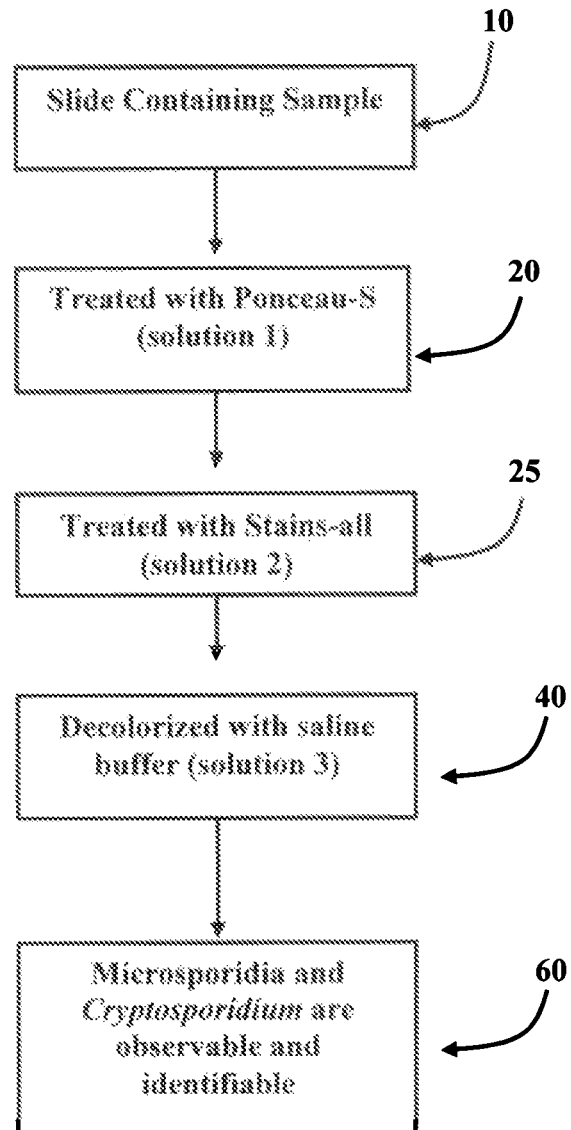 10
Slide Containing Sample
20
Treated with Ponceau-S
(solution 1)
25
Treated with Stains-all
(solution 2)
40
Decolorized with saline
buffer (solution 3)
60
Microsporidia and
Cryptosporidium are
observable and
identifiable